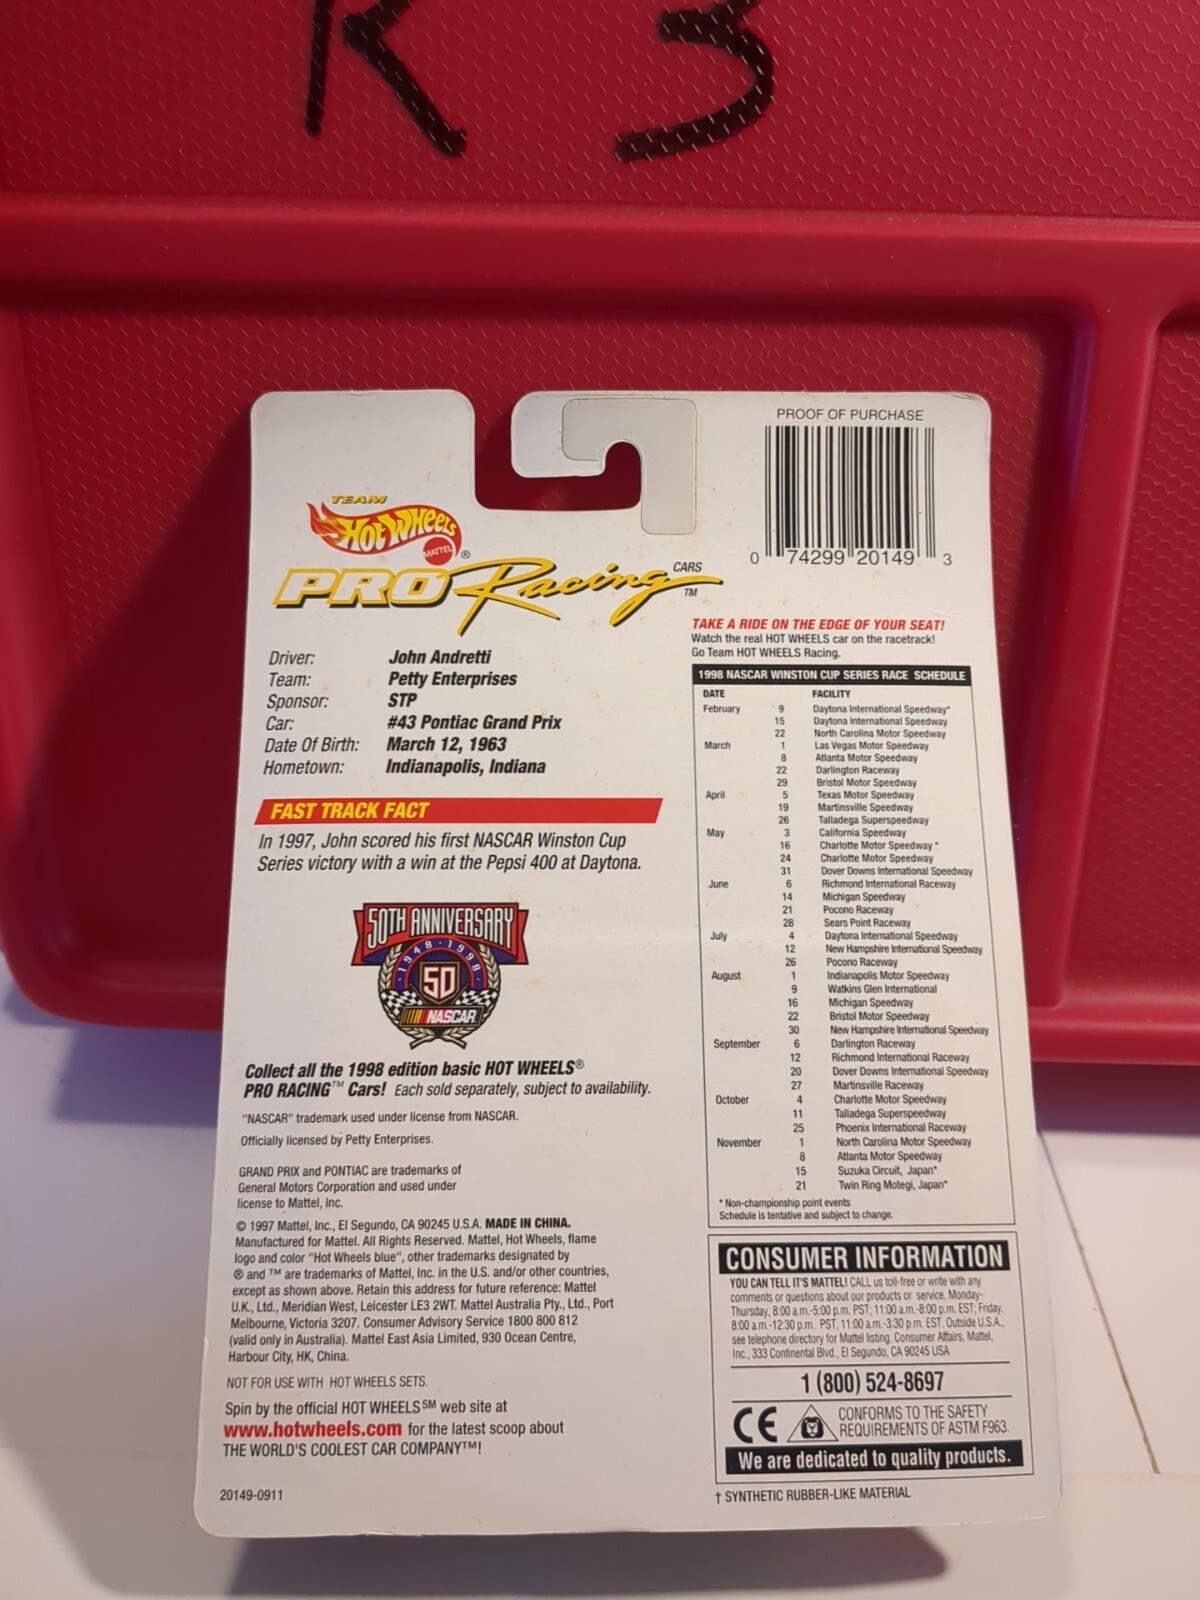 K 3
PROOF OF PURCHASE
0 74299 20149 3
TEAM
Hot Wheels
MATTEL ®
PRO Racing CARS ™
Driver: John Andretti
Team: Petty Enterprises
Sponsor: STP
Car: #43 Pontiac Grand Prix
Date Of Birth: March 12, 1963
Hometown: Indianapolis, Indiana
FAST TRACK FACT
In 1997, John scored his first NASCAR Winston Cup
Series victory with a win at the Pepsi 400 at Daytona.
50TH ANNIVERSARY
1948·1998
50
NASCAR
Collect all the 1998 edition basic HOT WHEELS®
PRO RACING™ Cars! Each sold separately, subject to availability.
"NASCAR" trademark used under license from NASCAR.
Officially licensed by Petty Enterprises.
GRAND PRIX and PONTIAC are trademarks of
General Motors Corporation and used under
license to Mattel, Inc.
© 1997 Mattel, Inc., El Segundo, CA 90245 U.S.A. MADE IN CHINA.
Manufactured for Mattel. All Rights Reserved. Mattel, Hot Wheels, flame
logo and color "Hot Wheels blue", other trademarks designated by
® and ™ are trademarks of Mattel, Inc. in the U.S. and/or other countries,
except as shown above. Retain this address for future reference: Mattel
U.K., Ltd., Meridian West, Leicester LE3 2WT. Mattel Australia Pty., Ltd., Port
Melbourne, Victoria 3207. Consumer Advisory Service 1800 800 812
(valid only in Australia). Mattel East Asia Limited, 930 Ocean Centre,
Harbour City, HK, China.
NOT FOR USE WITH HOT WHEELS SETS.
Spin by the official HOT WHEELS℠ web site at
www.hotwheels.com for the latest scoop about
THE WORLD'S COOLEST CAR COMPANY™!
20149-0911
TAKE A RIDE ON THE EDGE OF YOUR SEAT!
Watch the real HOT WHEELS car on the racetrack!
Go Team HOT WHEELS Racing.
1998 NASCAR WINSTON CUP SERIES RACE SCHEDULE
DATE FACILITY
February 9 Daytona International Speedway*
15 Daytona International Speedway
22 North Carolina Motor Speedway
March 1 Las Vegas Motor Speedway
8 Atlanta Motor Speedway
22 Darlington Raceway
29 Bristol Motor Speedway
April 5 Texas Motor Speedway
19 Martinsville Speedway
26 Talladega Superspeedway
May 3 California Speedway
16 Charlotte Motor Speedway *
24 Charlotte Motor Speedway
31 Dover Downs International Speedway
June 6 Richmond International Raceway
14 Michigan Speedway
21 Pocono Raceway
28 Sears Point Raceway
July 4 Daytona International Speedway
12 New Hampshire International Speedway
26 Pocono Raceway
August 1 Indianapolis Motor Speedway
9 Watkins Glen International
16 Michigan Speedway
22 Bristol Motor Speedway
30 New Hampshire International Speedway
September 6 Darlington Raceway
12 Richmond International Raceway
20 Dover Downs International Speedway
27 Martinsville Raceway
October 4 Charlotte Motor Speedway
11 Talladega Superspeedway
25 Phoenix International Raceway
November 1 North Carolina Motor Speedway
8 Atlanta Motor Speedway
15 Suzuka Circuit, Japan*
21 Twin Ring Motegi, Japan*
* Non-championship point events
Schedule is tentative and subject to change.
CONSUMER INFORMATION
YOU CAN TELL IT'S MATTEL! CALL us toll-free or write with any
comments or questions about our products or service. Monday-
Thursday, 8:00 a.m.-5:00 p.m. PST; 11:00 a.m.-8:00 p.m. EST; Friday,
8:00 a.m.-12:30 p.m. PST, 11:00 a.m.-3:30 p.m. EST. Outside U.S.A.,
see telephone directory for Mattel listing. Consumer Affairs, Mattel,
Inc., 333 Continental Blvd., El Segundo, CA 90245 USA
1 (800) 524-8697
CE
CONFORMS TO THE SAFETY
REQUIREMENTS OF ASTM F963.
We are dedicated to quality products.
† SYNTHETIC RUBBER-LIKE MATERIAL